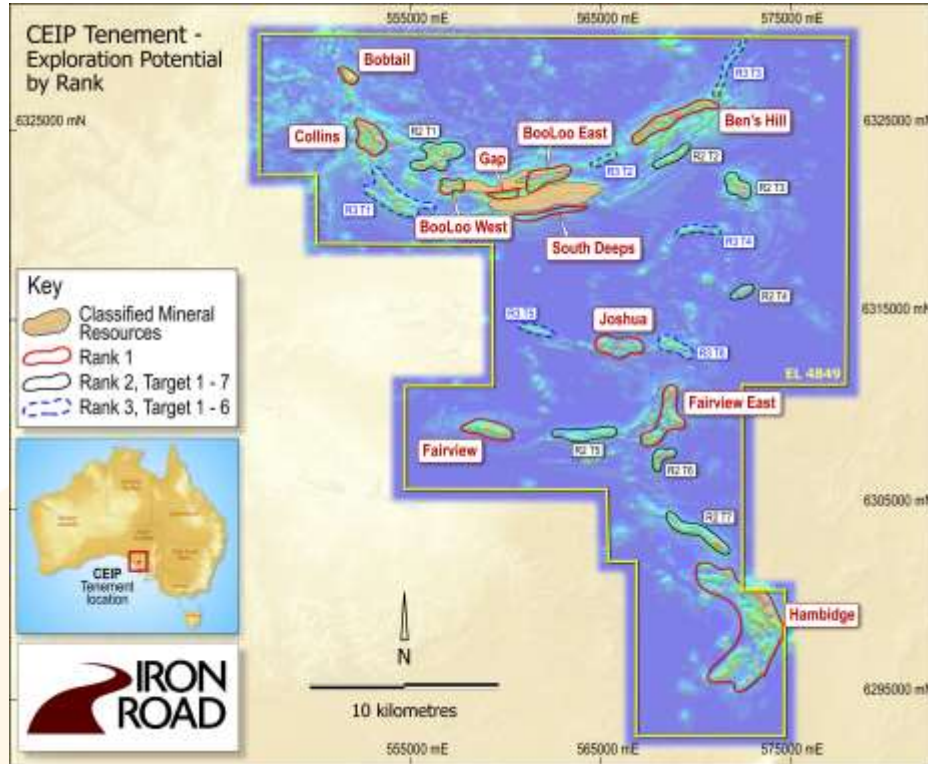 CEIP Tenement -
Exploration Potential
by Rank
555000 mE
565000 mE
575000 mE
6325000 mN
6325000 mN
Bobtail
R3 T3
Collins
R2 T1
BooLoo East
Ben's Hill
Gap
R3 T2
R2 T2
R3 T1
R2 T3
BooLoo West
South Deeps
R3 T4
R2 T4
6315000 mN
R3 T5
Joshua
R3 T6
EL 4849
Key
Classified Mineral
Resources
Rank 1
Rank 2, Target 1 - 7
Rank 3, Target 1 - 6
Fairview East
Fairview
R2 T5
R2 T6
6305000 mN
R2 T7
CEIP
Tenement
location
Hambidge
N
10 kilometres
IRON
ROAD
6295000 mN
555000 mE
565000 mE
575000 mE